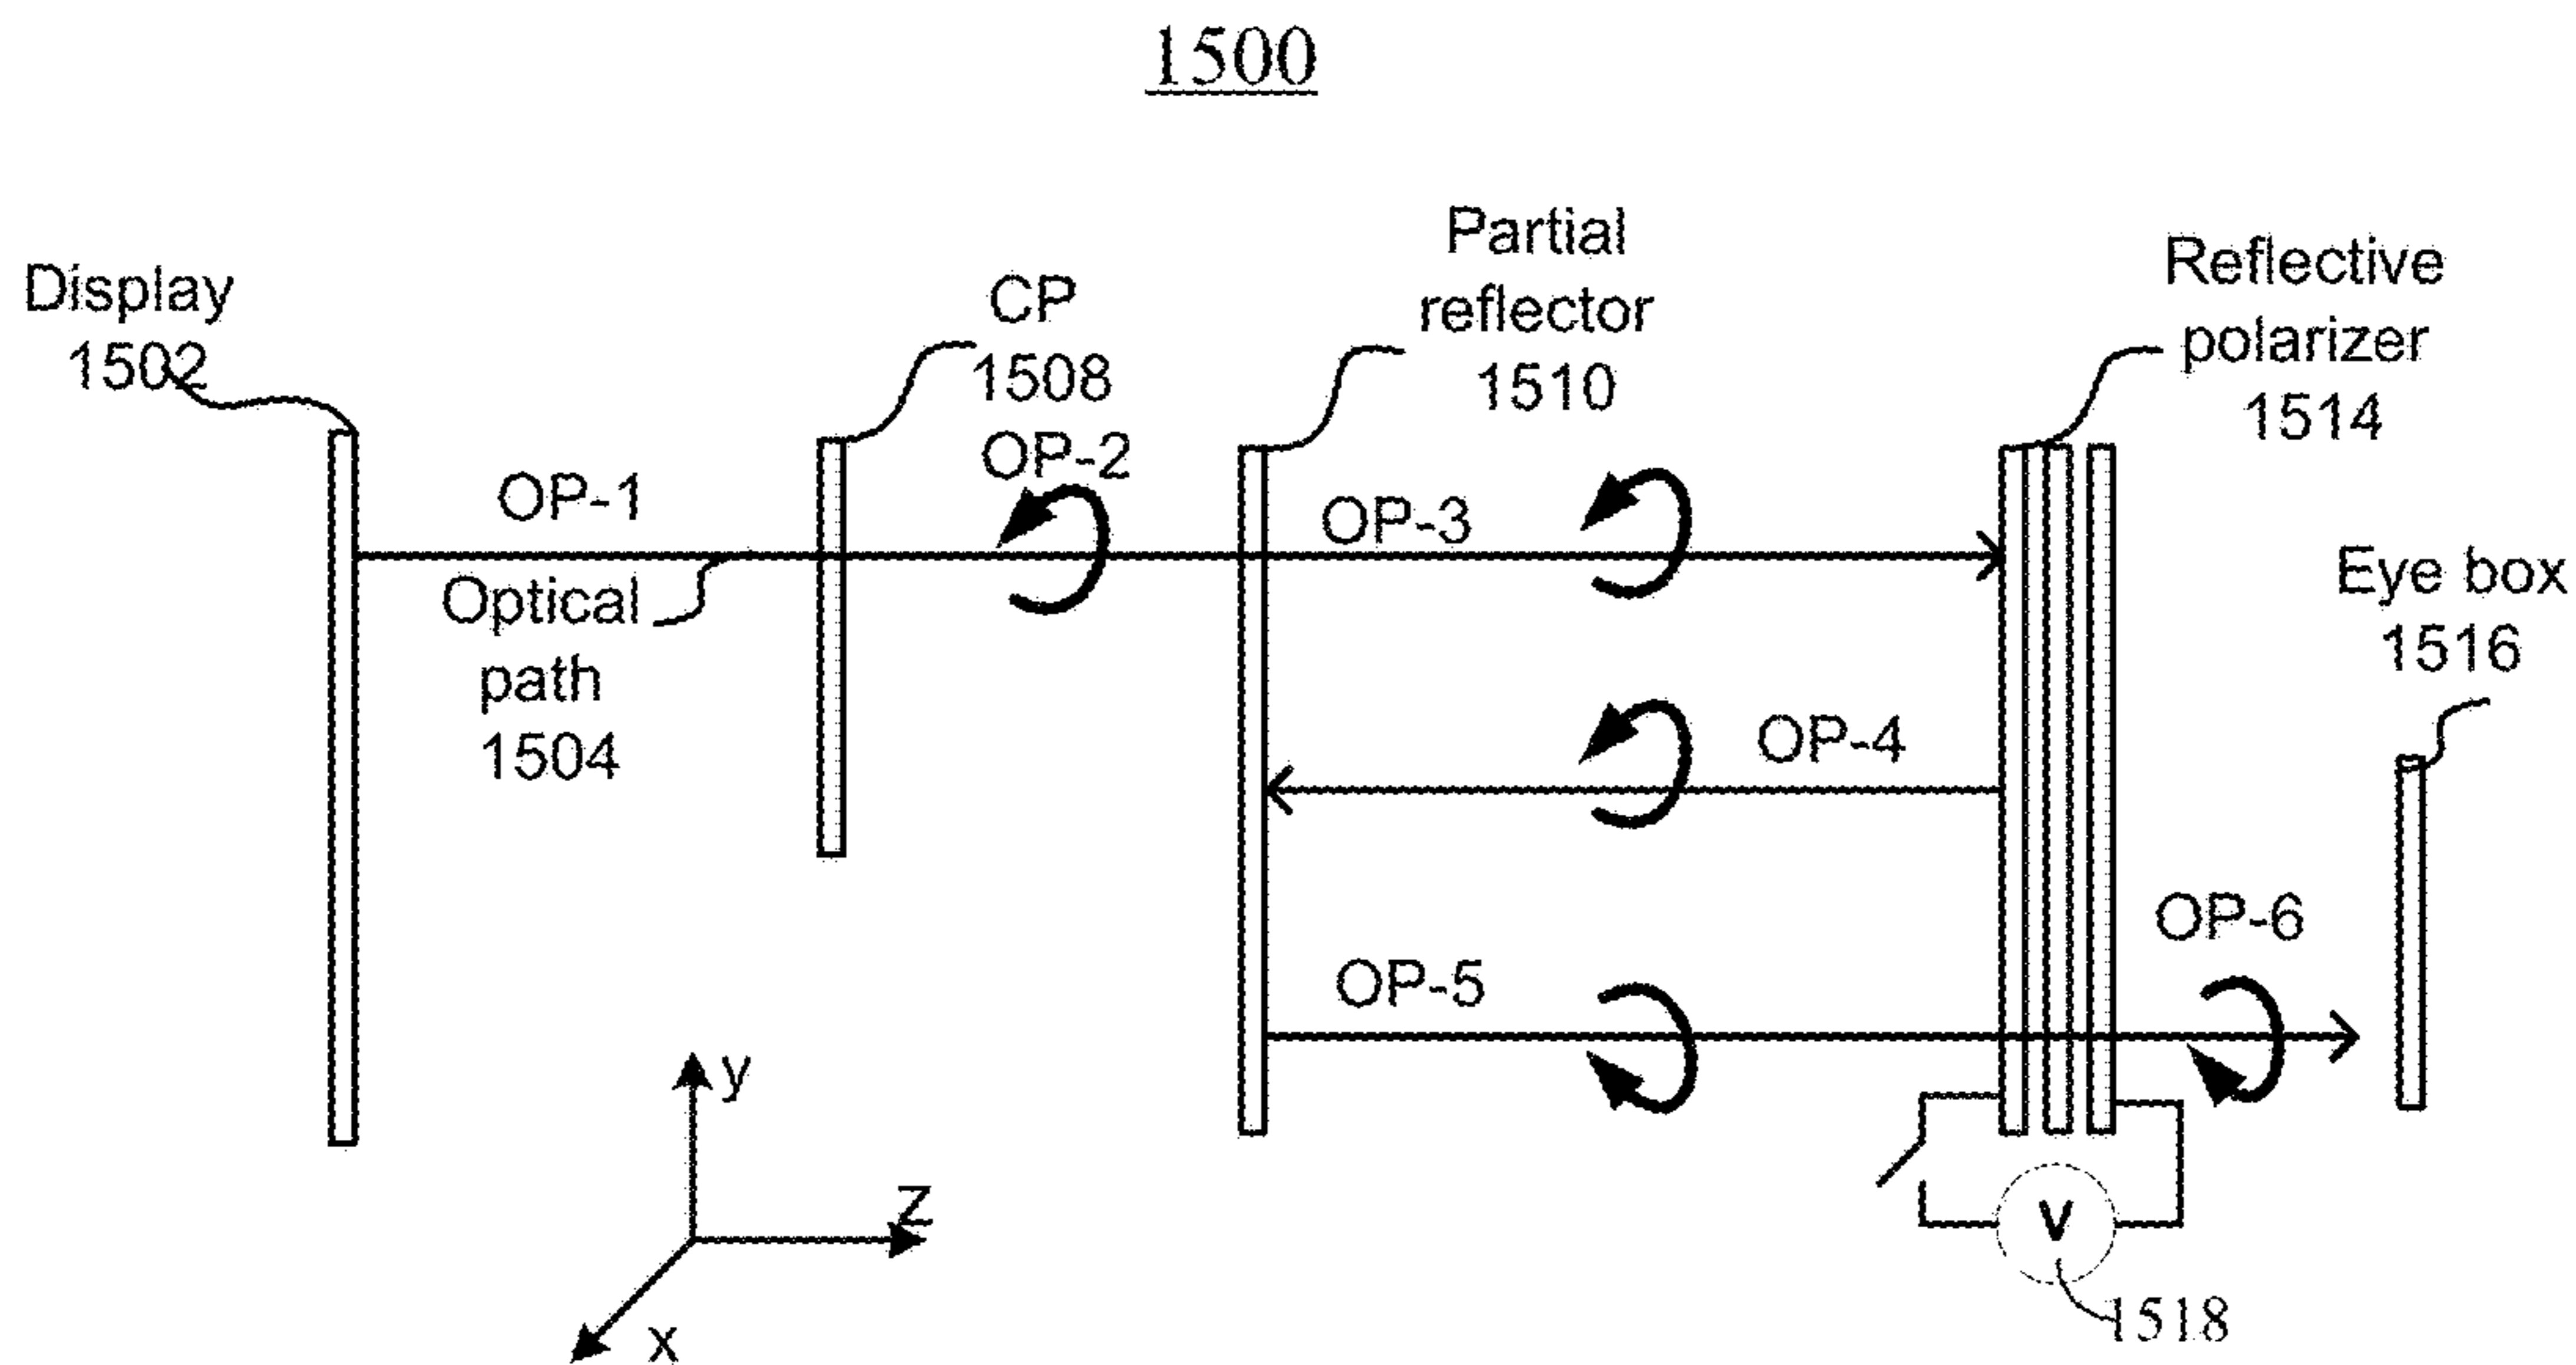 1500
Display
1502
CP
1508
Partial
reflector
1510
Reflective
polarizer
1514
OP-1
OP-2
OP-3
Optical
path
1504
Eye box
1516
OP-4
OP-5
OP-6
y
z
x
V
1518